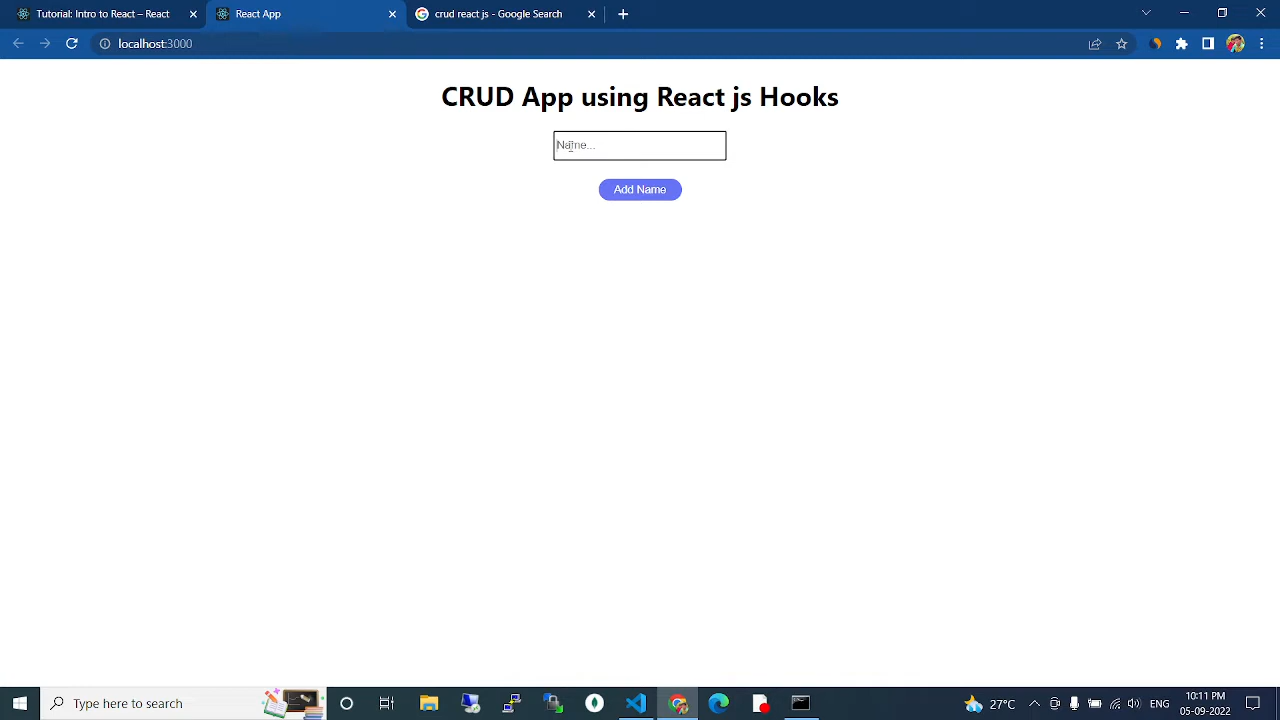 Tutorial: Intro to React – React
React App
crud react js - Google Search
localhost:3000
CRUD App using React js Hooks
Name...
Add Name
Type here to search
ENG
10:11 PM
05-09-2022